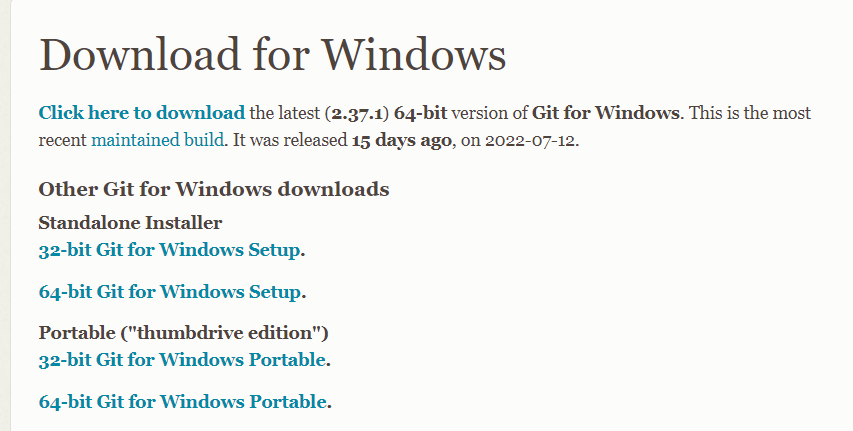 Download for Windows
Click here to download the latest (2.37.1) 64-bit version of Git for Windows. This is the most
recent maintained build. It was released 15 days ago, on 2022-07-12.
Other Git for Windows downloads
Standalone Installer
32-bit Git for Windows Setup.
64-bit Git for Windows Setup.
Portable ("thumbdrive edition")
32-bit Git for Windows Portable.
64-bit Git for Windows Portable.